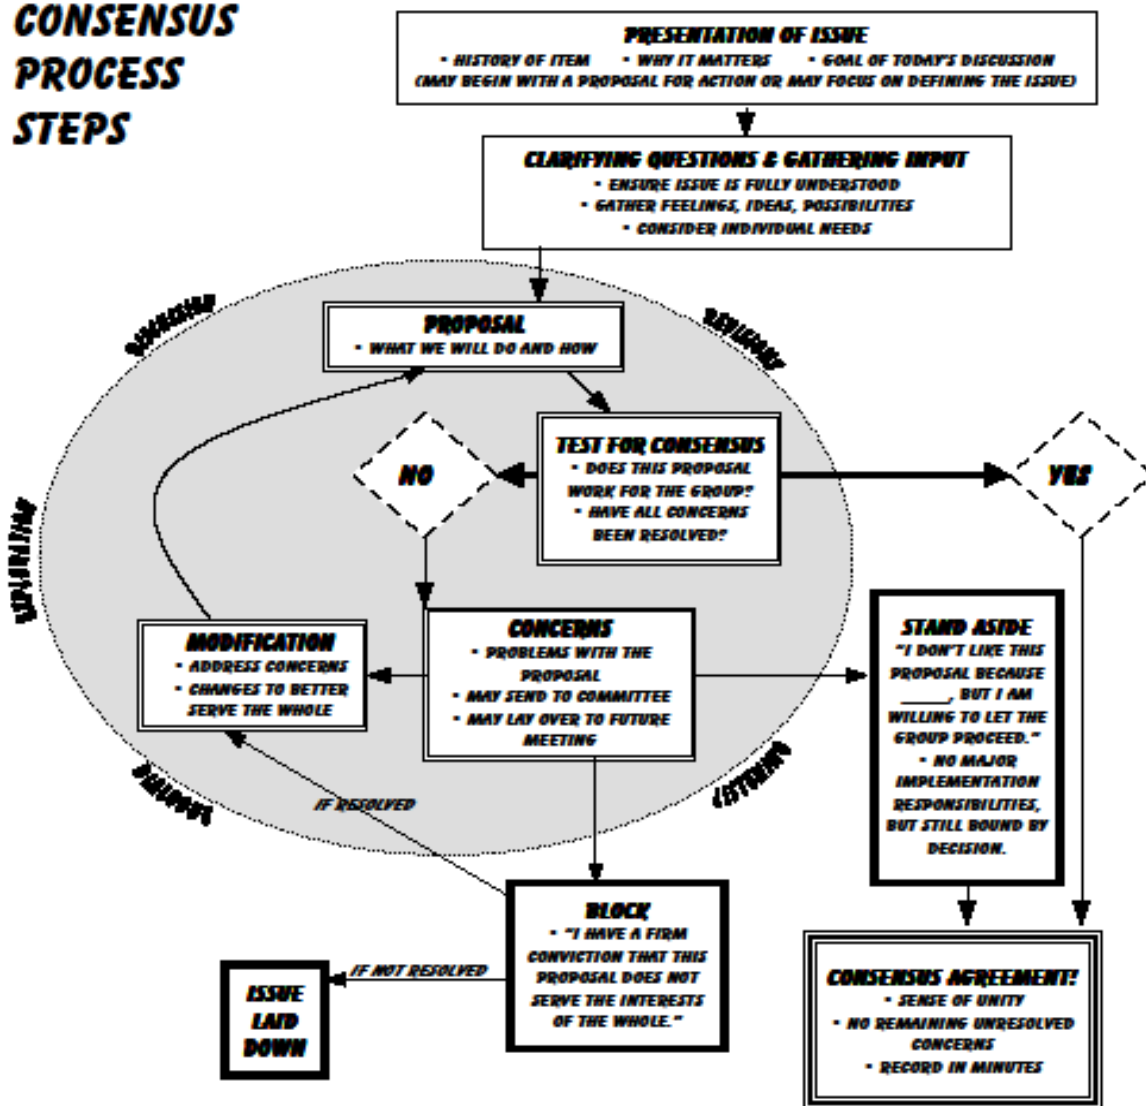 CONSENSUS
PROCESS
STEPS
PRESENTATION OF ISSUE
• HISTORY OF ITEM • WHY IT MATTERS • GOAL OF TODAY'S DISCUSSION
(MAY BEGIN WITH A PROPOSAL FOR ACTION OR MAY FOCUS ON DEFINING THE ISSUE)
CLARIFYING QUESTIONS & GATHERING INPUT
• ENSURE ISSUE IS FULLY UNDERSTOOD
• GATHER FEELINGS, IDEAS, POSSIBILITIES
• CONSIDER INDIVIDUAL NEEDS
DISCUSSION
REVISIONS
PROPOSAL
• WHAT WE WILL DO AND HOW
TEST FOR CONSENSUS
• DOES THIS PROPOSAL
WORK FOR THE GROUP?
• HAVE ALL CONCERNS
BEEN RESOLVED?
NO
YES
EXPLORATION
MODIFICATION
• ADDRESS CONCERNS
• CHANGES TO BETTER
SERVE THE WHOLE
CONCERNS
• PROBLEMS WITH THE
PROPOSAL
• MAY SEND TO COMMITTEE
• MAY LAY OVER TO FUTURE
MEETING
STAND ASIDE
"I DON'T LIKE THIS
PROPOSAL BECAUSE
_____, BUT I AM
WILLING TO LET THE
GROUP PROCEED."
• NO MAJOR
IMPLEMENTATION
RESPONSIBILITIES,
BUT STILL BOUND BY
DECISION.
DIALOGUE
LISTENING
IF RESOLVED
BLOCK
• "I HAVE A FIRM
CONVICTION THAT THIS
PROPOSAL DOES NOT
SERVE THE INTERESTS
OF THE WHOLE."
IF NOT RESOLVED
ISSUE
LAID
DOWN
CONSENSUS AGREEMENT!
• SENSE OF UNITY
• NO REMAINING UNRESOLVED
CONCERNS
• RECORD IN MINUTES